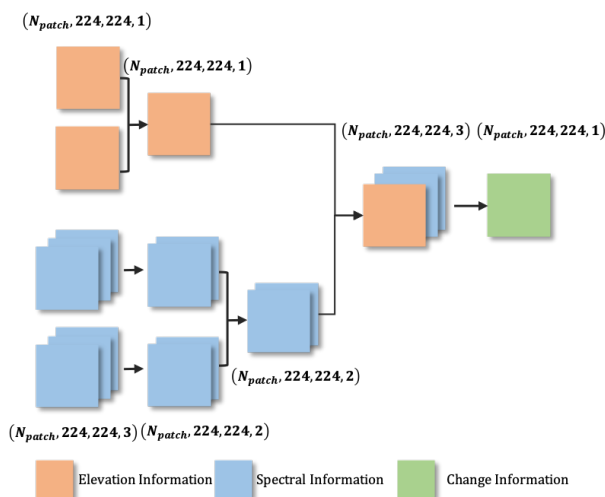 (N_patch, 224, 224, 1)
(N_patch, 224, 224, 1)
(N_patch, 224, 224, 3) (N_patch, 224, 224, 1)
(N_patch, 224, 224, 2)
(N_patch, 224, 224, 3) (N_patch, 224, 224, 2)
Elevation Information Spectral Information Change Information